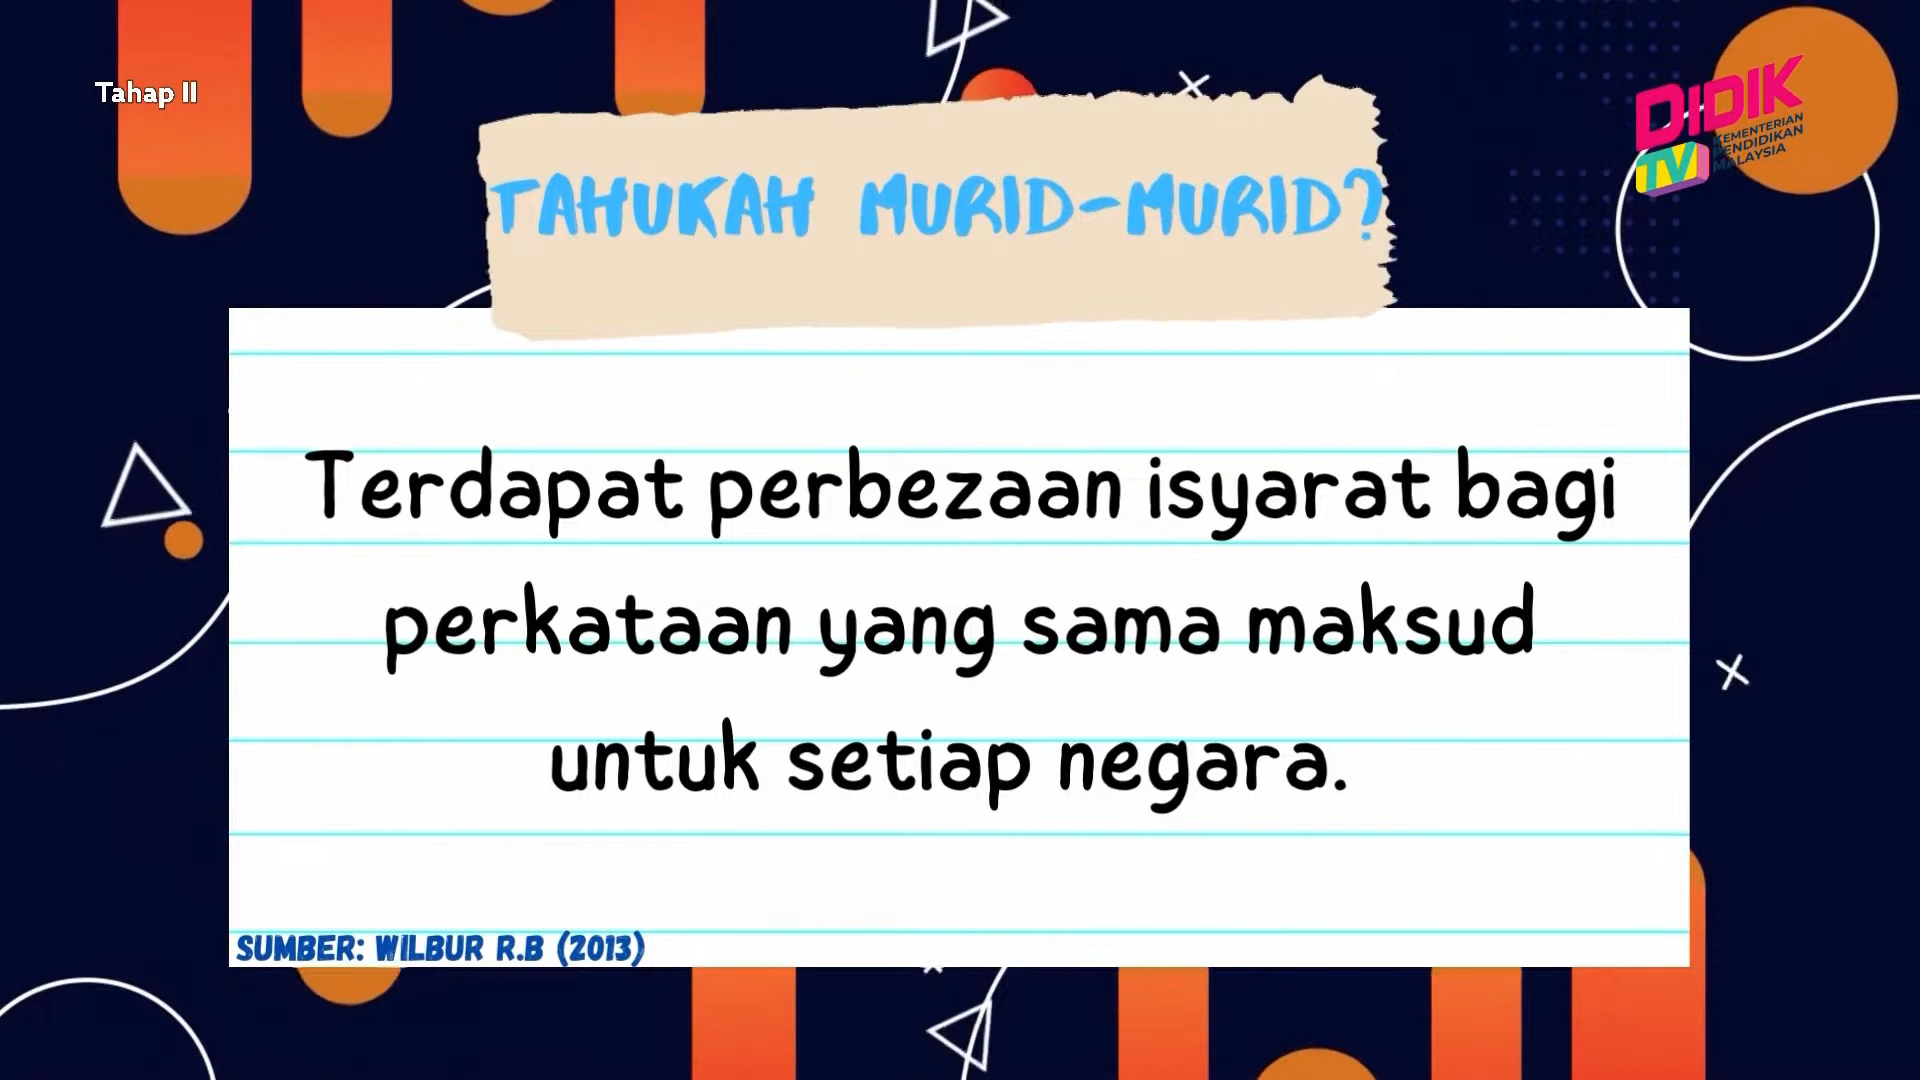 Tahap II
DIDIK
TV
KEMENTERIAN
PENDIDIKAN
MALAYSIA
TAHUKAH MURID-MURID?
Terdapat perbezaan isyarat bagi
perkataan yang sama maksud
untuk setiap negara.
SUMBER: WILBUR R.B (2013)